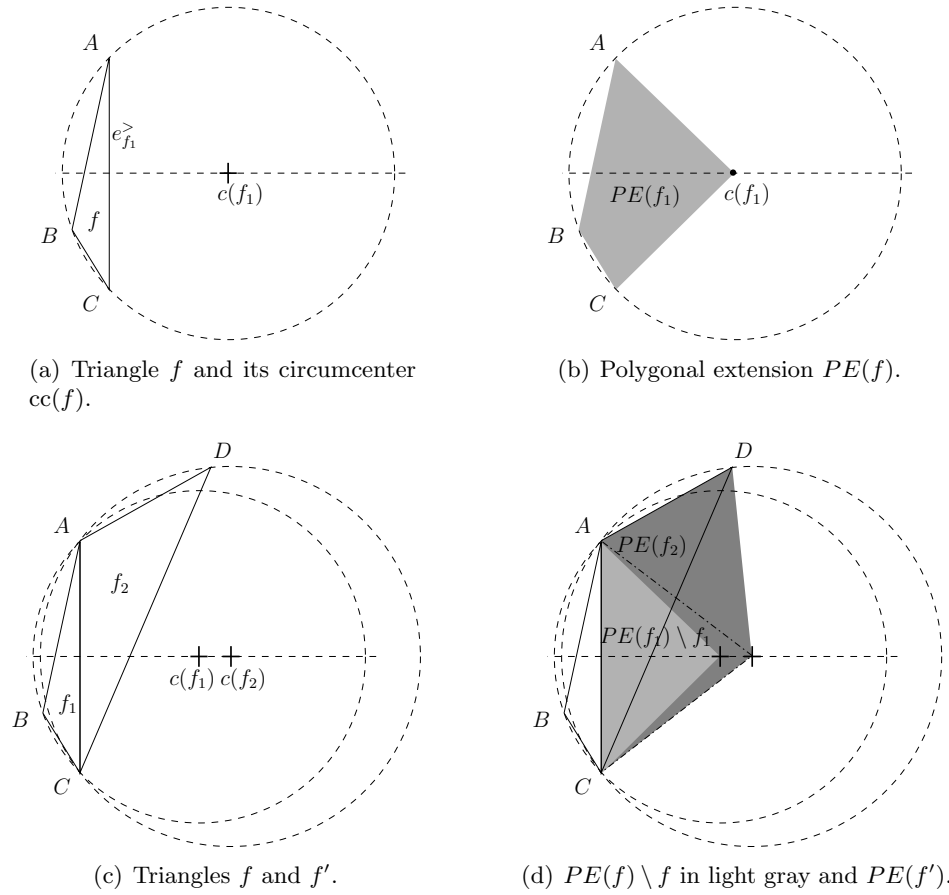 A
e^>_{f_1}
c(f_1)
B
f
C
(a) Triangle f and its circumcenter
cc(f).
A
PE(f_1)
c(f_1)
B
C
(b) Polygonal extension PE(f).
D
A
f_2
c(f_1) c(f_2)
f_1
B
C
(c) Triangles f and f′.
D
A
PE(f_2)
PE(f_1) \ f_1
B
C
(d) PE(f) \ f in light gray and PE(f′).